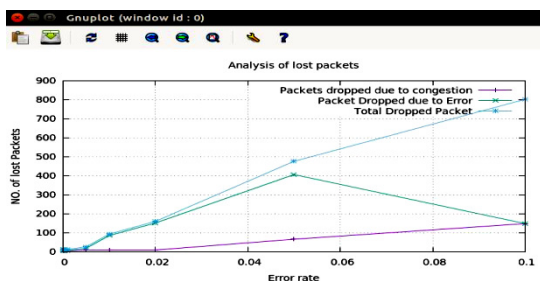 Gnuplot (window id : 0)
Analysis of lost packets
Packets dropped due to congestion
Packet Dropped due to Error
Total Dropped Packet
NO. of lost Packets
900
800
700
600
500
400
300
200
100
0
0 0.02 0.04 0.06 0.08 0.1
Error rate